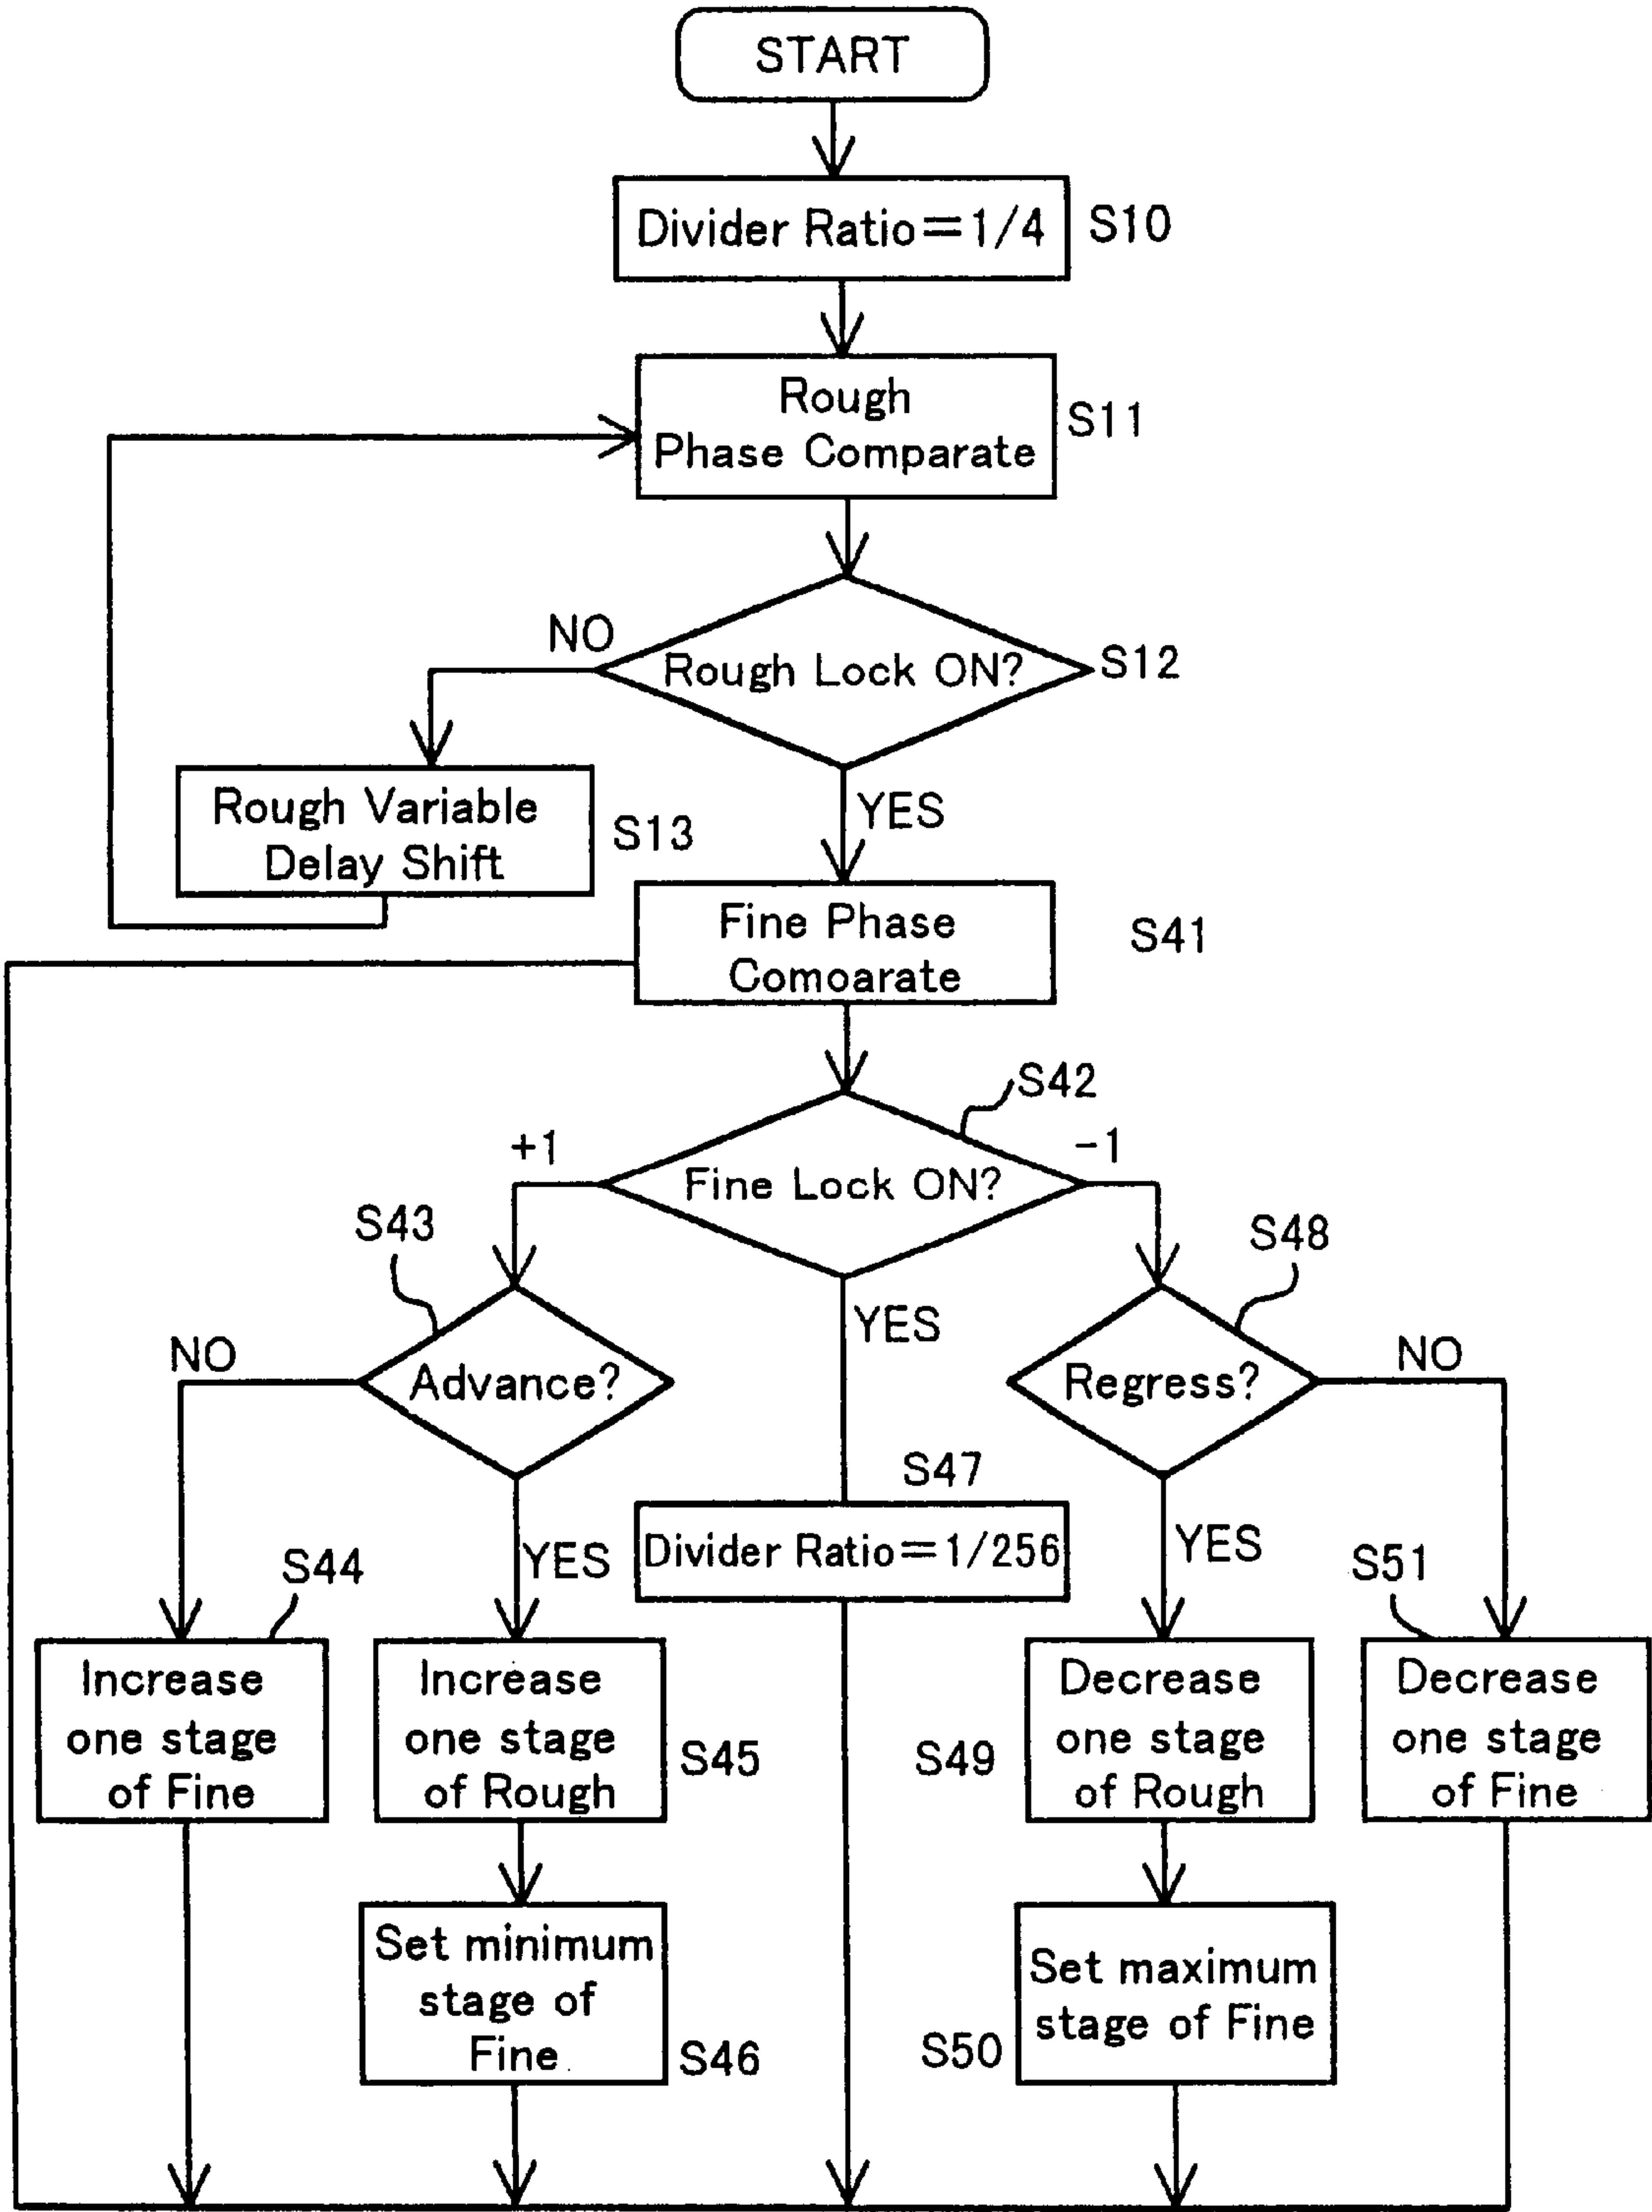 START
Divider Ratio=1/4
S10
Rough
Phase Comparate
S11
NO
Rough Lock ON?
S12
YES
Rough Variable
Delay Shift
S13
Fine Phase
Comoarate
S41
S42
+1
-1
Fine Lock ON?
S43
S48
YES
NO
Advance?
Regress?
NO
S47
YES
Divider Ratio=1/256
YES
S44
S51
Increase
one stage
of Fine
Increase
one stage
of Rough
S45
S49
Decrease
one stage
of Rough
Decrease
one stage
of Fine
Set minimum
stage of
Fine
S46
S50
Set maximum
stage of Fine